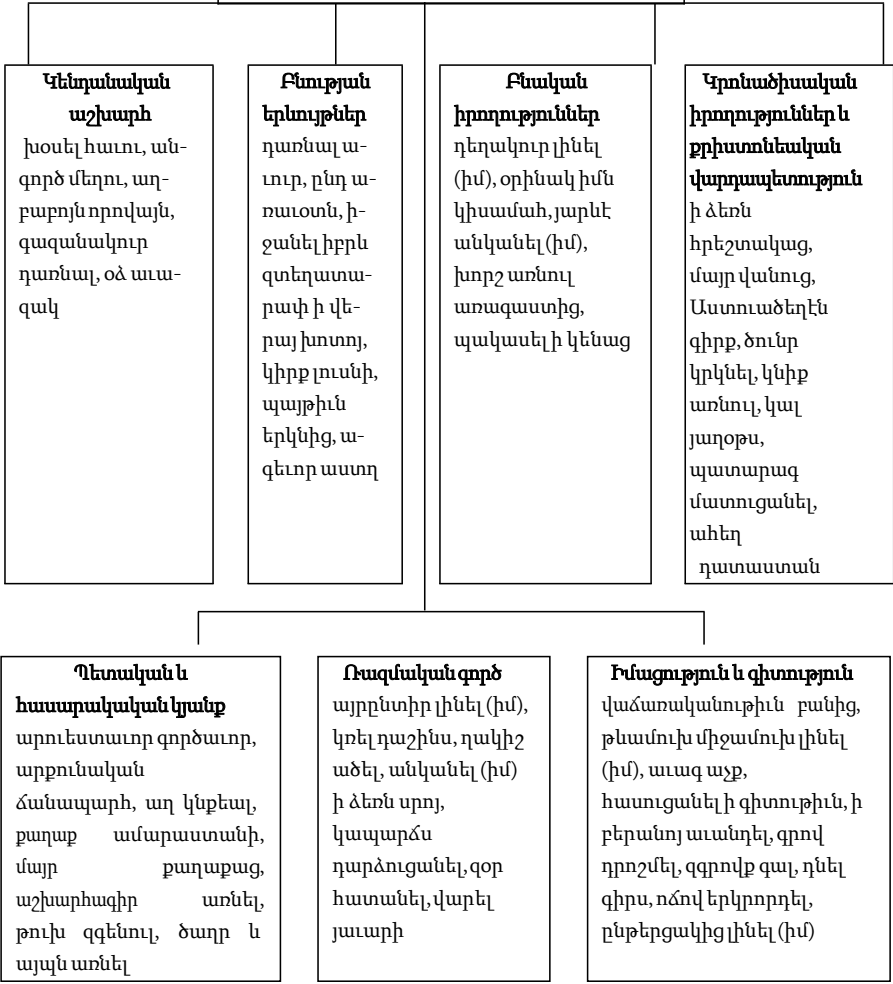 Կենդանական
աշխարհ
խօսել հաւու, ան-
գործ մեղու, աղ-
բաբոյն որովայն,
գազանակուր
դառնալ, օձ աւա-
զակ
Բնության
երևույթներ
դառնալ ա-
ւուր, ընդ ա-
ռաւօտն, ի-
ջանել իբրև
զտեղատա-
րափ ի վե-
րայ խոտոյ,
կիրք լուսնի,
պայթիւն
երկնից, ա-
գեւոր աստղ
Բնական
իրողություններ
դեղակուր լինել
(իմ), օրինակ իմն
կիսամահ, յարևէ
անկանել (իմ),
խորշ առնուլ
առագաստից,
պակասել ի կենաց
Կրոնածիսական
իրողություններ և
քրիստոնեական
վարդապետություն
ի ձեռն
հրեշտակաց,
մայր վանուց,
Աստուածեղէն
գիրք, ծունր
կրկնել, կնիք
առնուլ, կալ
յաղօթս,
պատարագ
մատուցանել,
ահեղ
դատաստան
Պետական և
հասարակական կյանք
արուեստաւոր գործաւոր,
արքունական
ճանապարհ, աղ կնքեալ,
քաղաք ամարաստանի,
մայր քաղաքաց,
աշխարհագիր առնել,
թուխ զգենուլ, ծաղր և
այպն առնել
Ռազմական գործ
այրընտիր լինել (իմ),
կռել դաշինս, ղակիշ
ածել, անկանել (իմ)
ի ձեռն սրոյ,
կապարճս
դարձուցանել, զօր
հատանել, վարել
յաւարի
Իմացություն և գիտություն
վաճառականութիւն բանից,
թևամուխ միջամուխ լինել
(իմ), աւագ աչք,
հասուցանել ի գիտութիւն, ի
բերանոյ աւանդել, գրով
դրոշմել, զգրովք գալ, դնել
գիրս, ոճով երկրորդել,
ընթերցակից լինել (իմ)